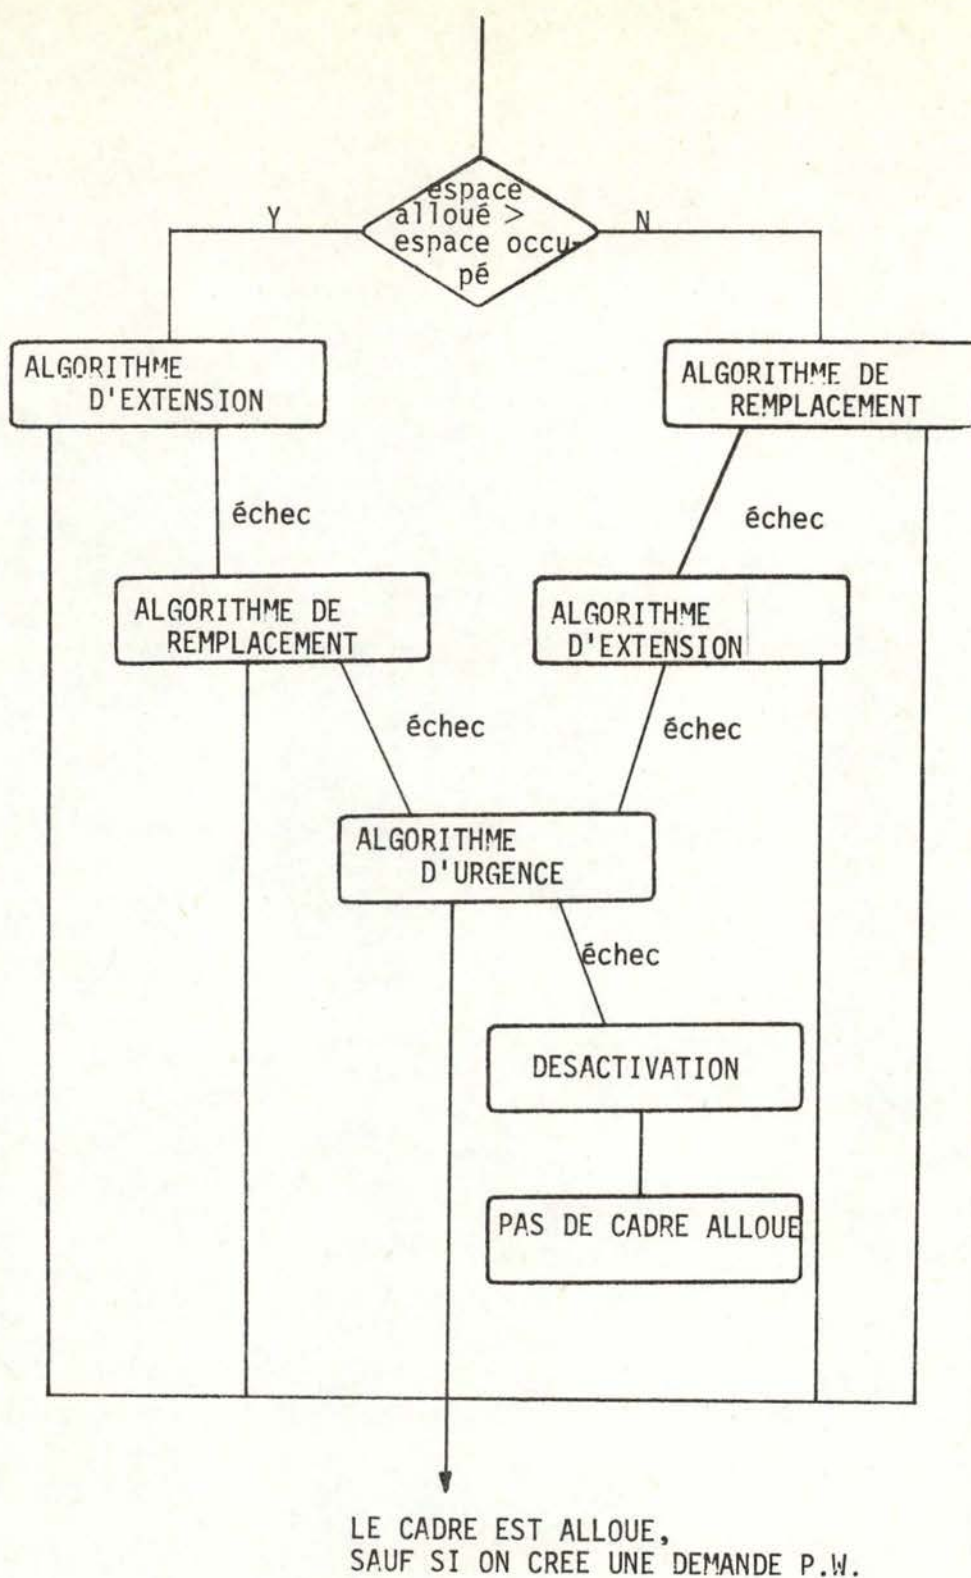 espace
alloué >
espace occu-
pé
Y
N
ALGORITHME
D'EXTENSION
ALGORITHME DE
REMPLACEMENT
échec
échec
ALGORITHME DE
REMPLACEMENT
ALGORITHME
D'EXTENSION
échec
échec
ALGORITHME
D'URGENCE
échec
DESACTIVATION
PAS DE CADRE ALLOUE
LE CADRE EST ALLOUE,
SAUF SI ON CREE UNE DEMANDE P.W.